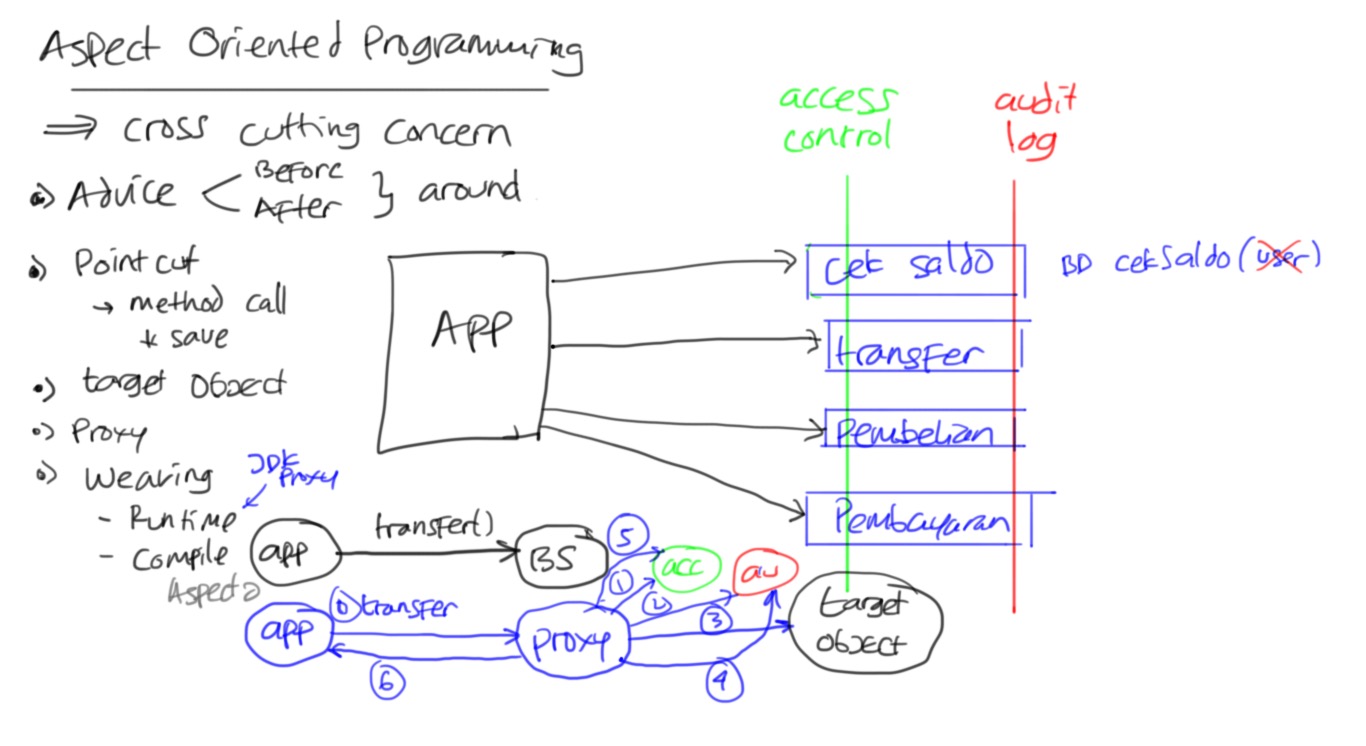 Aspect Oriented Programming
⇒ cross cutting concern
•) Advice < Before
After } around
•) Pointcut
→ method call
save
•) target object
•) Proxy
•) Weaving
- Runtime
- Compile
AspectJ
JDK
Proxy
access
control
audit
log
APP
cek saldo
BD cekSaldo(user)
transfer
Pembelian
Pembayaran
app
transfer()
BS
acc
au
app
0 transfer
Proxy
target
object
1
2
3
4
5
6